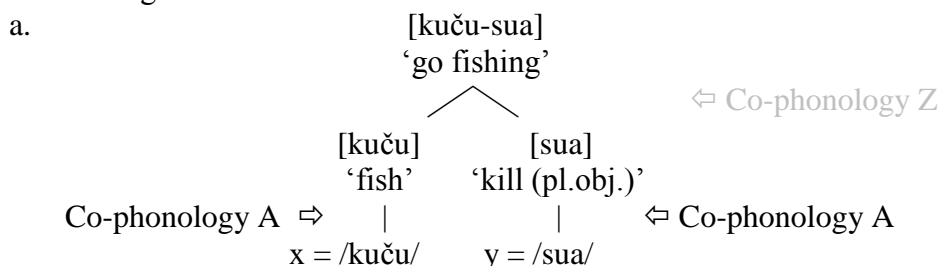 a. [kuču-sua]
‘go fishing’
⇦ Co-phonology Z
[kuču] [sua]
‘fish’ ‘kill (pl.obj.)’
Co-phonology A ⇨ | | ⇦ Co-phonology A
x = /kuču/ y = /sua/